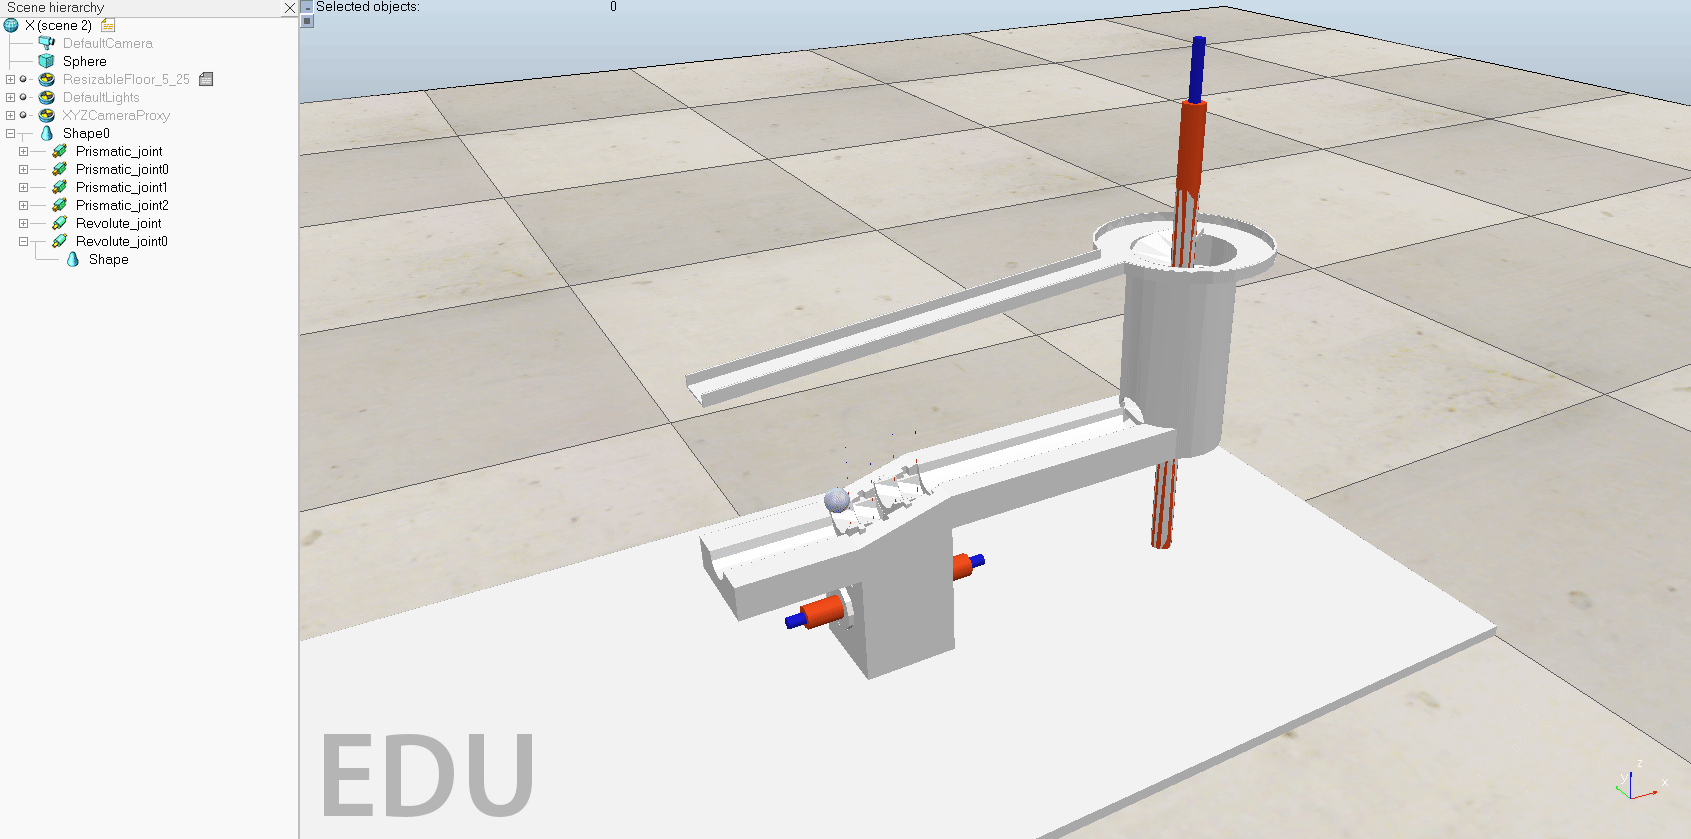 Scene hierarchy
X (scene 2)
DefaultCamera
Sphere
ResizableFloor_5_25
DefaultLights
XYZCameraProxy
Shape0
Prismatic_joint
Prismatic_joint0
Prismatic_joint1
Prismatic_joint2
Revolute_joint
Revolute_joint0
Shape
Selected objects: 0
EDU
z
y
x